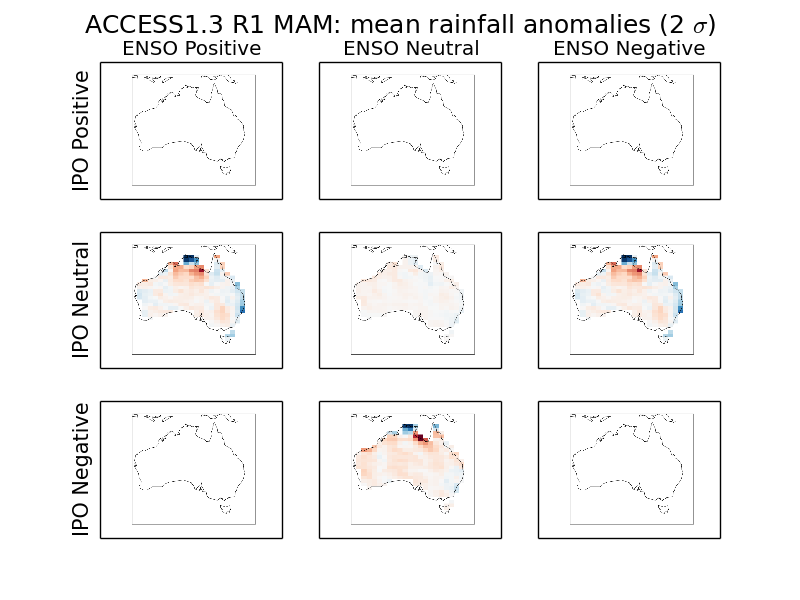 ACCESS1.3 R1 MAM: mean rainfall anomalies (2 σ)
ENSO Positive ENSO Neutral ENSO Negative
IPO Positive
IPO Neutral
IPO Negative